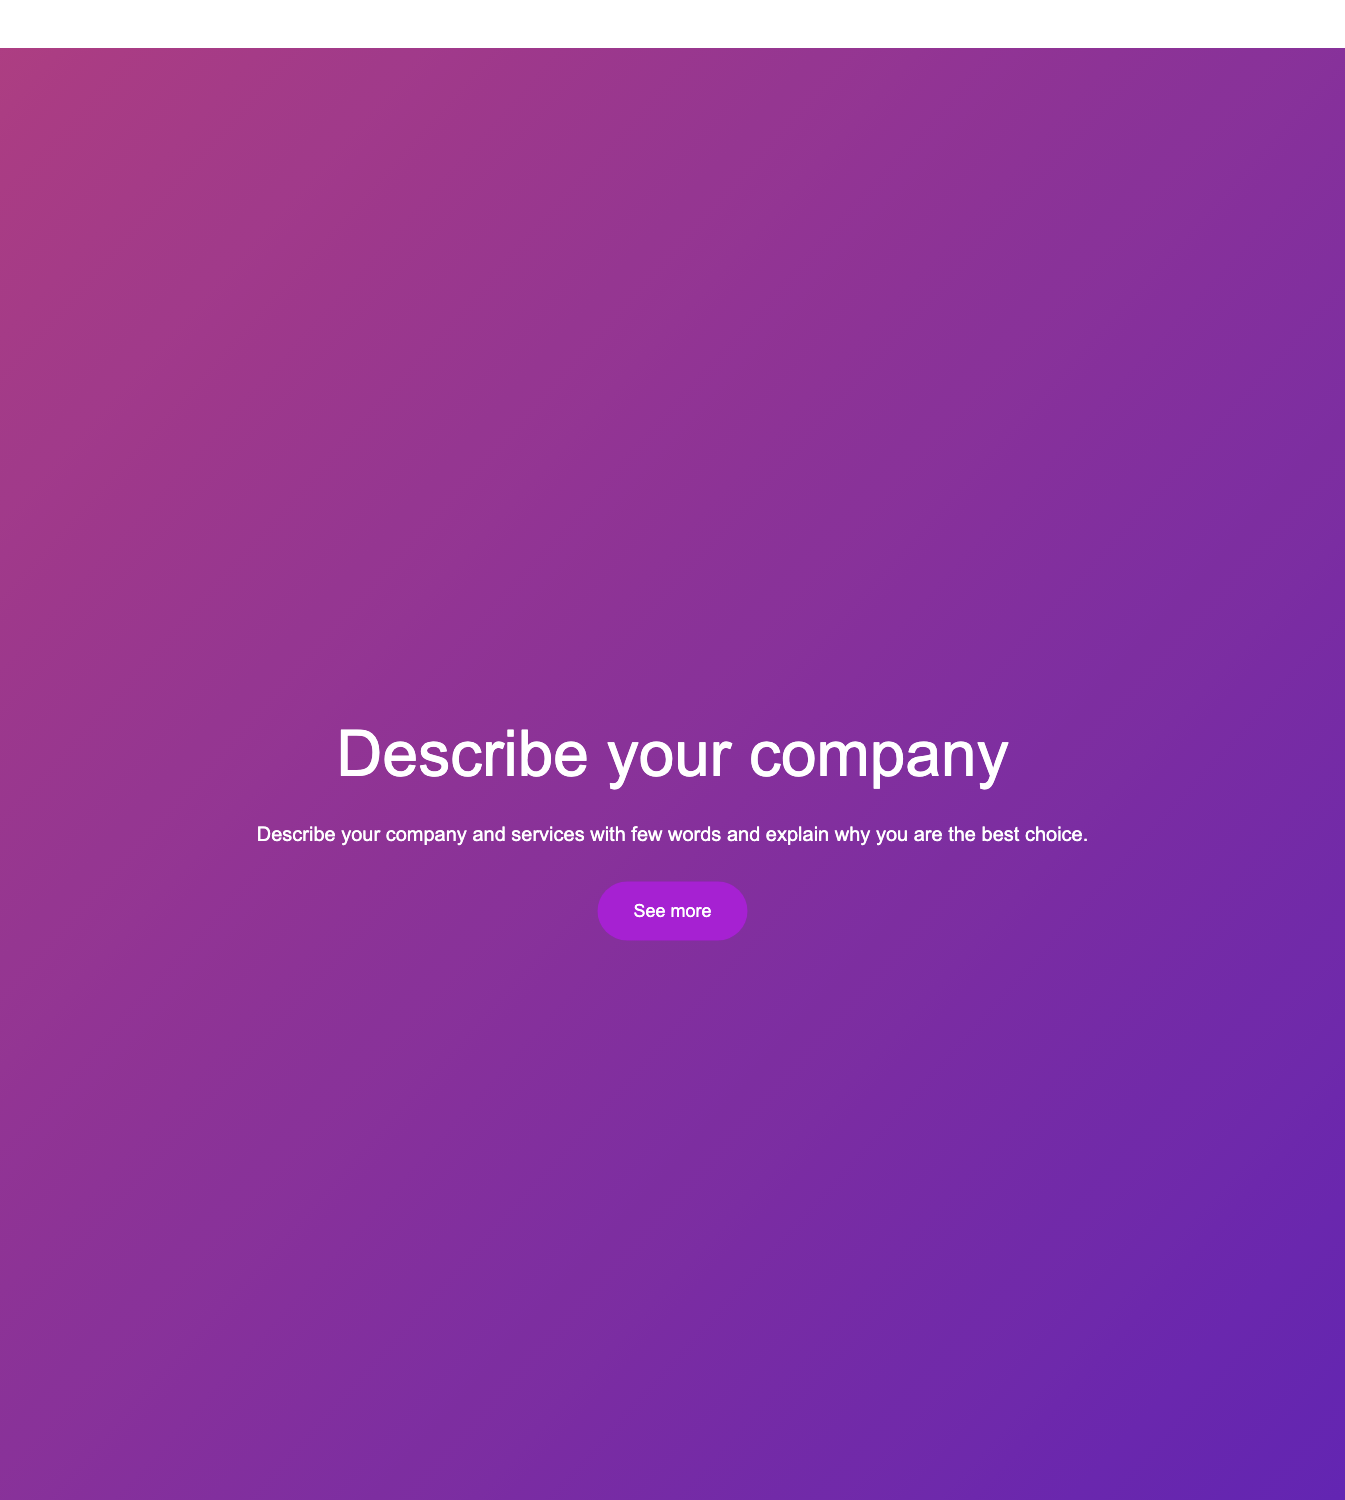 Describe your company
Describe your company and services with few words and explain why you are the best choice.
See more